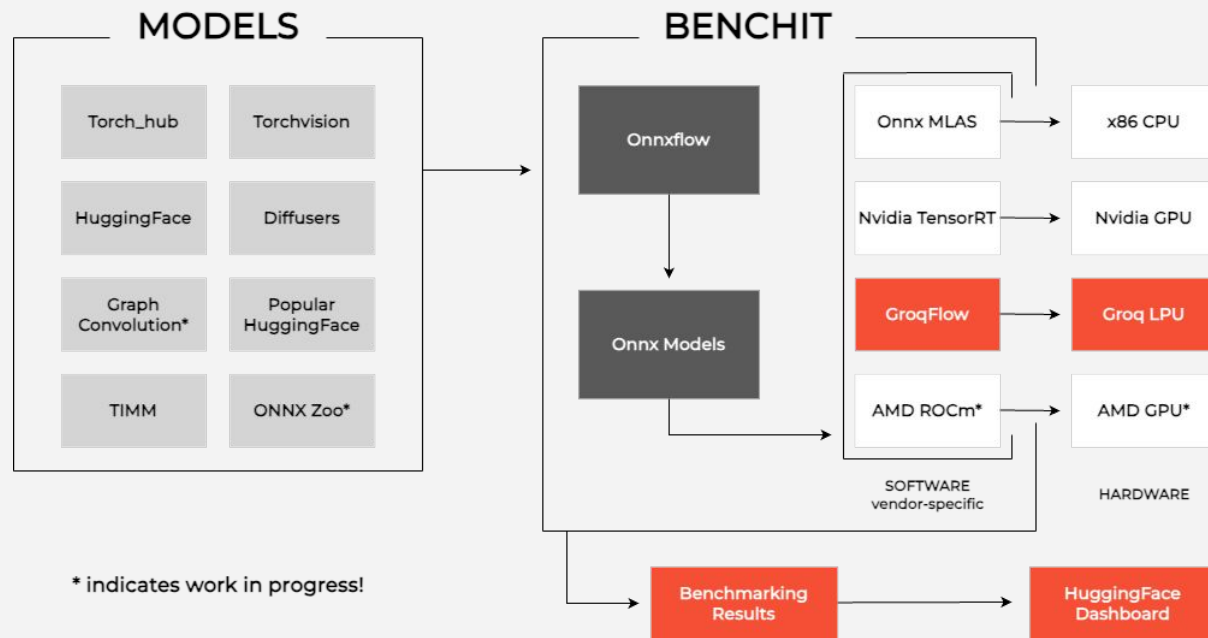 MODELS
BENCHIT
Torch_hub
Torchvision
HuggingFace
Diffusers
Graph
Convolution*
Popular
HuggingFace
TIMM
ONNX Zoo*
Onnxflow
Onnx Models
Onnx MLAS
x86 CPU
Nvidia TensorRT
Nvidia GPU
GroqFlow
Groq LPU
AMD ROCm*
AMD GPU*
SOFTWARE
vendor-specific
HARDWARE
* indicates work in progress!
Benchmarking
Results
HuggingFace
Dashboard